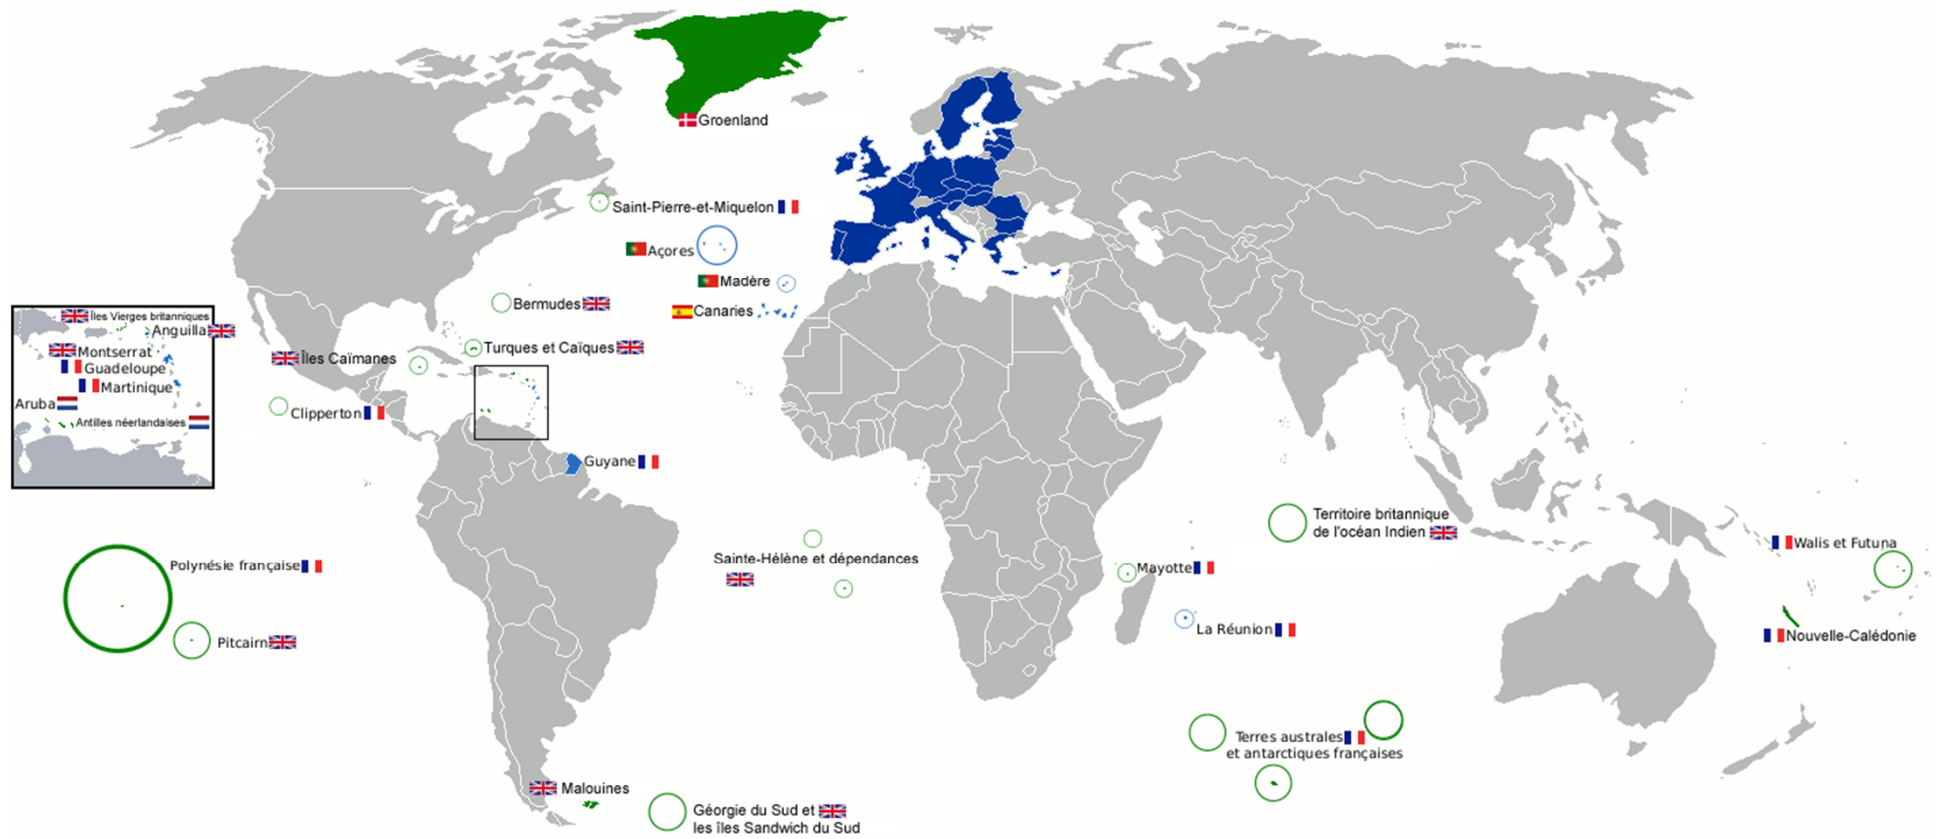 Groenland
Saint-Pierre-et-Miquelon
Açores
Madère
Canaries
Bermudes
Turques et Caïques
Îles Caïmanes
Clipperton
Guyane
Îles Vierges britanniques
Anguilla
Montserrat
Guadeloupe
Martinique
Aruba
Antilles néerlandaises
Polynésie française
Pitcairn
Sainte-Hélène et dépendances
Mayotte
La Réunion
Territoire britannique
de l'océan Indien
Walis et Futuna
Nouvelle-Calédonie
Terres australes
et antarctiques françaises
Malouines
Géorgie du Sud et
les îles Sandwich du Sud